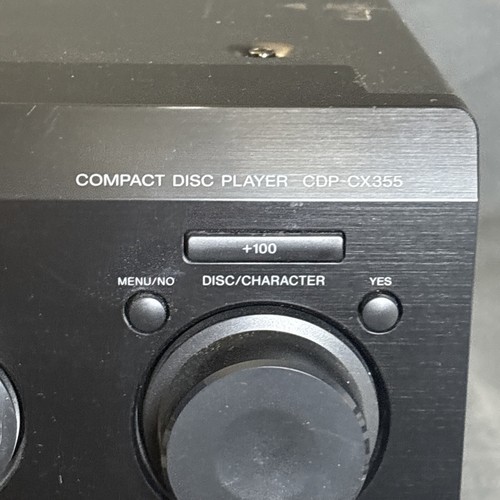 COMPACT DISC PLAYER CDP-CX355
+100
MENU/NO DISC/CHARACTER YES